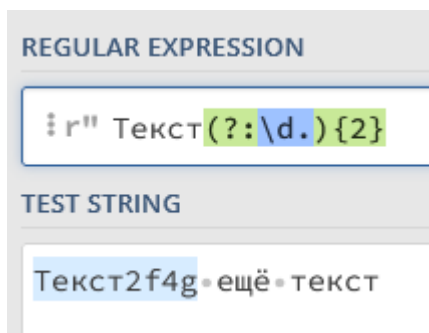 REGULAR EXPRESSION
r" Текст(?:\d.){2}
TEST STRING
Текст2f4g ещё текст